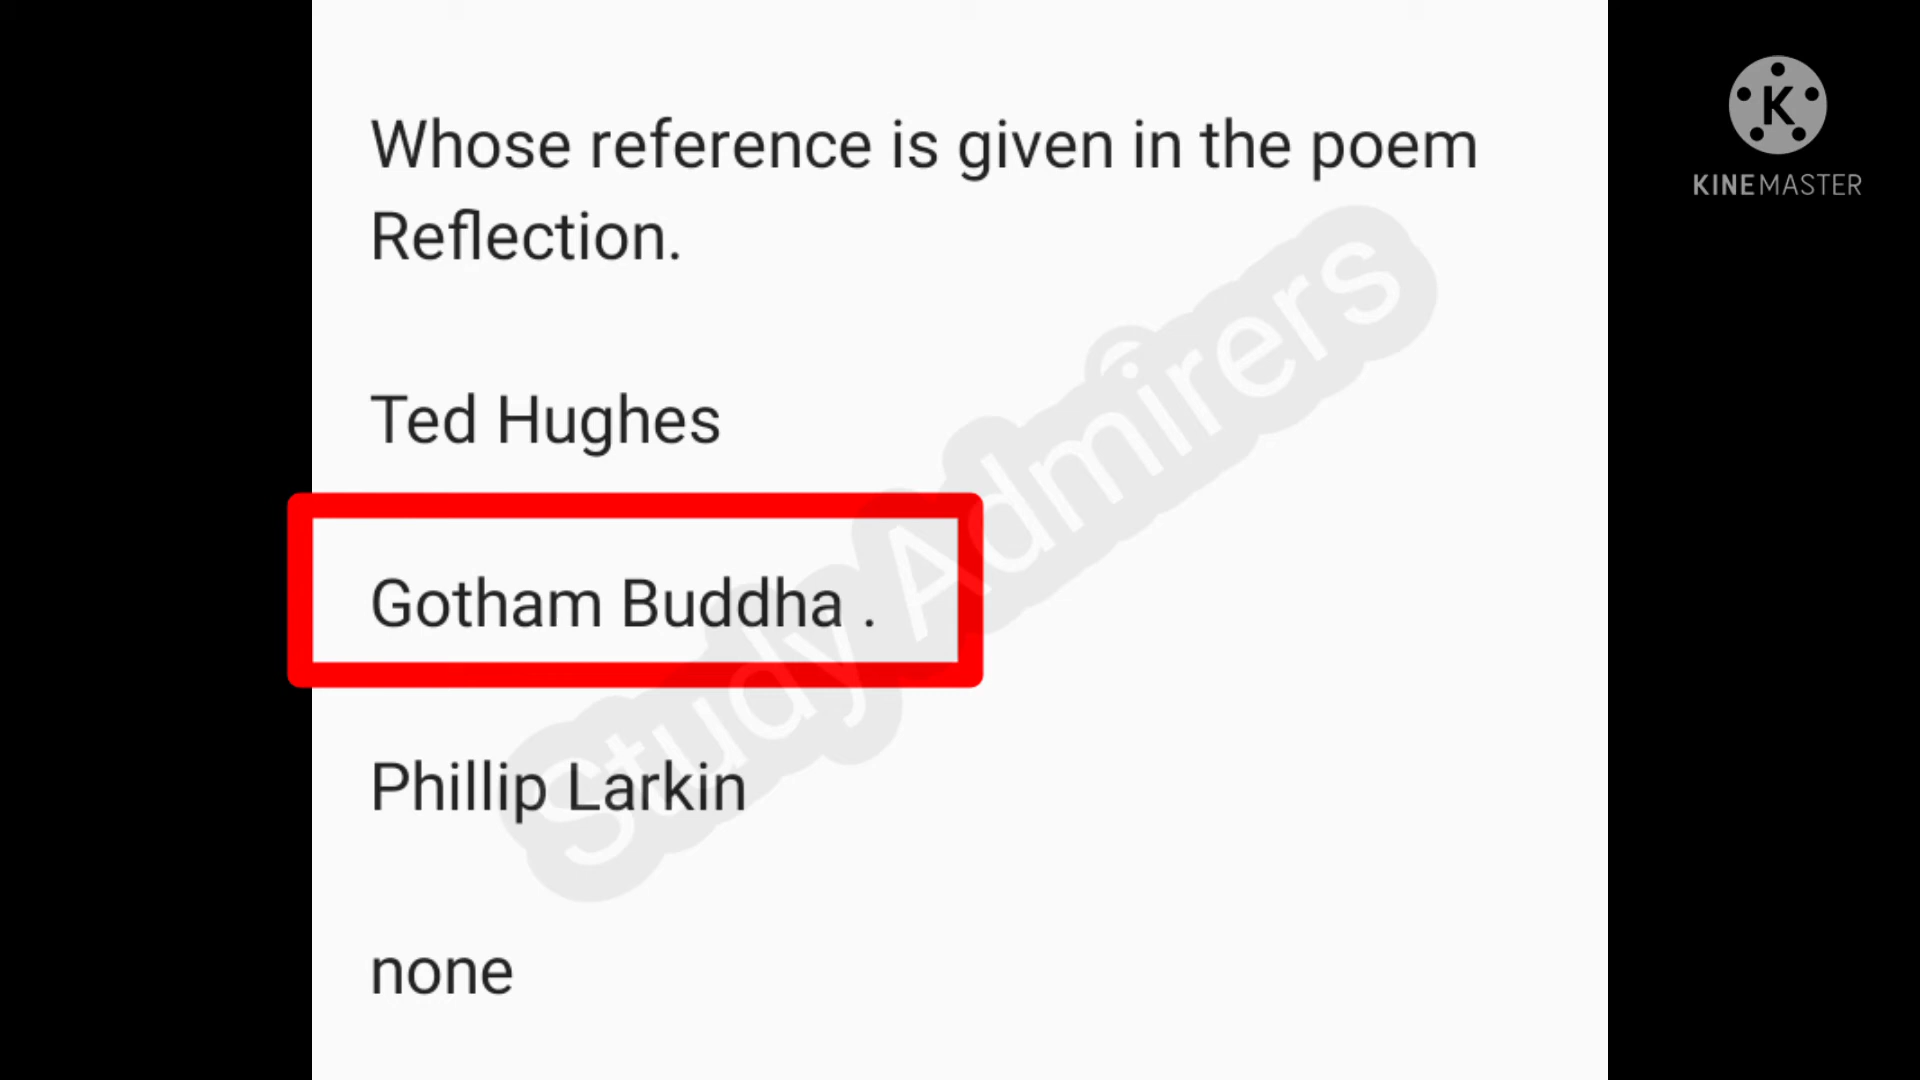 Whose reference is given in the poem
Reflection.
Ted Hughes
Gotham Buddha .
Phillip Larkin
none
Study Admirers
K
KINEMASTER